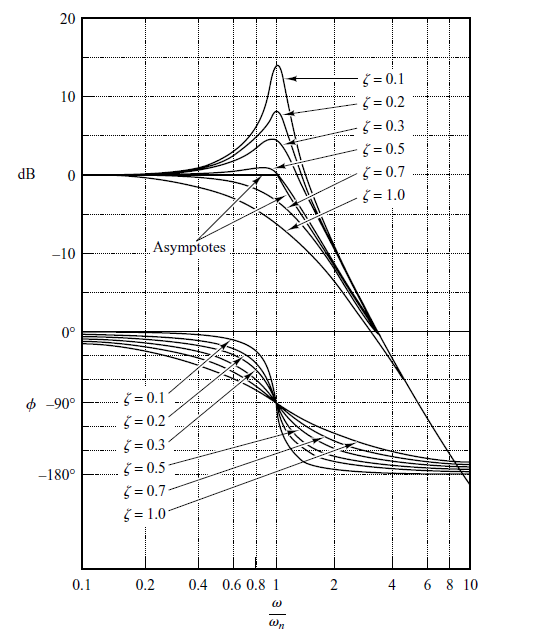 20
10
ζ = 0.1
ζ = 0.2
ζ = 0.3
ζ = 0.5
dB 0
ζ = 0.7
ζ = 1.0
Asymptotes
–10
0°
ζ = 0.1
ϕ –90°
ζ = 0.2
ζ = 0.3
ζ = 0.5
–180°
ζ = 0.7
ζ = 1.0
0.1 0.2 0.4 0.6 0.8 1 2 4 6 8 10
ω
ωn